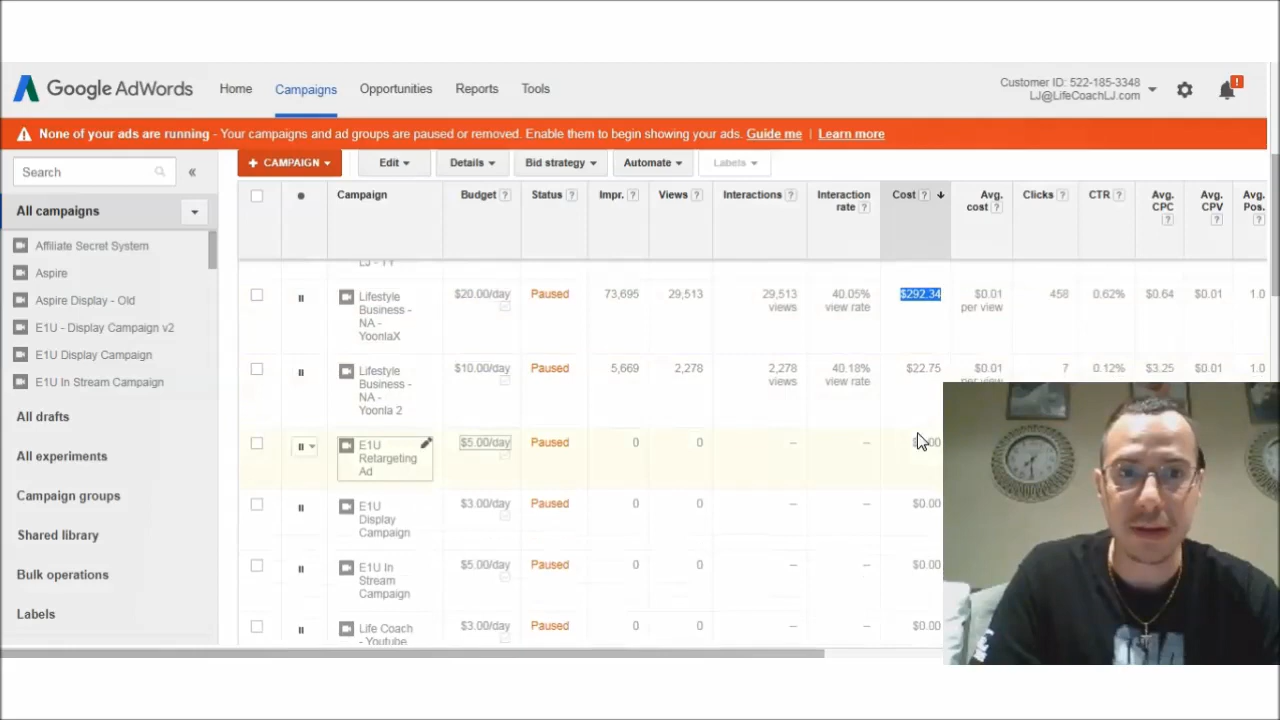 Google AdWords Home Campaigns Opportunities Reports Tools Customer ID: 522-185-3348
LJ@LifeCoachLJ.com
None of your ads are running - Your campaigns and ad groups are paused or removed. Enable them to begin showing your ads. Guide me | Learn more
Search «
+ CAMPAIGN Edit Details Bid strategy Automate Labels
Campaign Budget ? Status ? Impr. ? Views ? Interactions ? Interaction rate ? Cost ? Avg. cost ? Clicks ? CTR ? Avg. CPC ? Avg. CPV ? Avg. Pos. ?
All campaigns
Affiliate Secret System
Aspire
Aspire Display - Old
E1U - Display Campaign v2
E1U Display Campaign
E1U In Stream Campaign
All drafts
All experiments
Campaign groups
Shared library
Bulk operations
Labels
LJ - YT
Lifestyle $20.00/day Paused 73,695 29,513 29,513 40.05% $292.34 $0.01 458 0.62% $0.64 $0.01 1.0
Business - views view rate per view
NA -
YoonlaX
Lifestyle $10.00/day Paused 5,669 2,278 2,278 40.18% $22.75 $0.01 7 0.12% $3.25 $0.01 1.0
Business - views view rate per view
NA -
Yoonla 2
E1U $5.00/day Paused 0 0 -- --
Retargeting
Ad
E1U $3.00/day Paused 0 0 -- -- $0.00
Display
Campaign
E1U In $5.00/day Paused 0 0 -- -- $0.00
Stream
Campaign
Life Coach $3.00/day Paused 0 0 -- -- $0.00
- Youtube